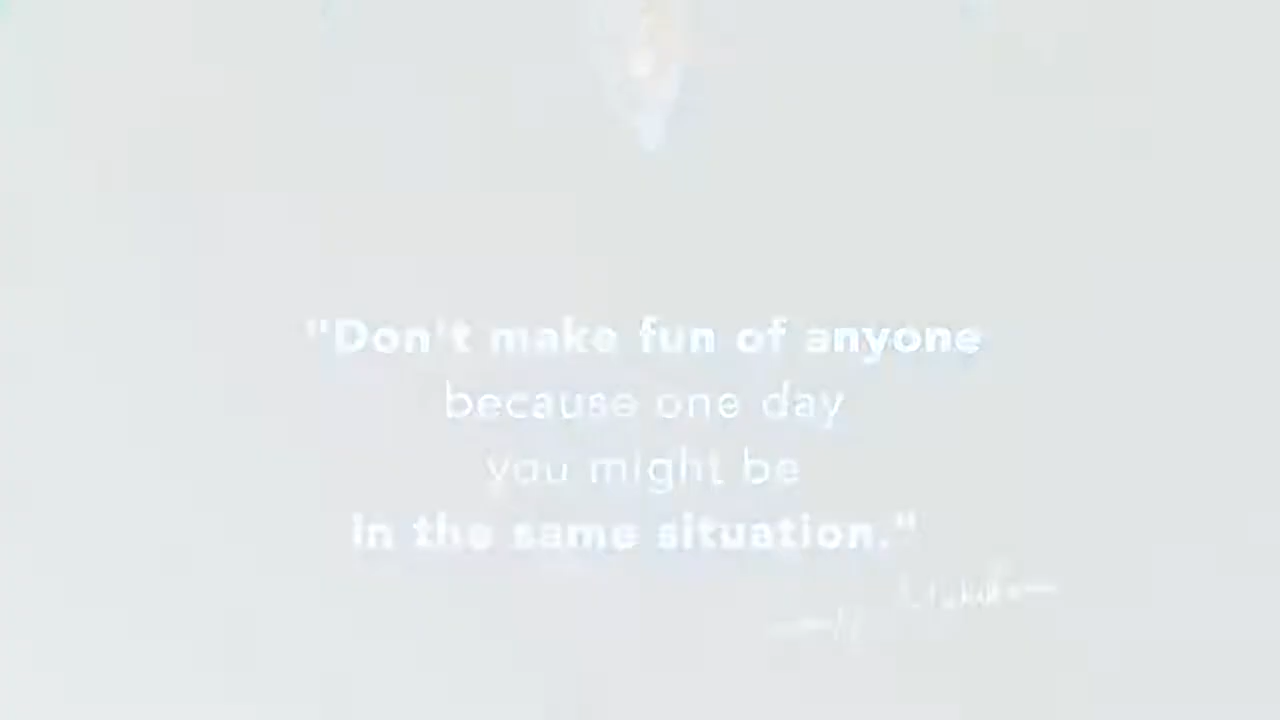 "Don't make fun of anyone
because one day
you might be
in the same situation."